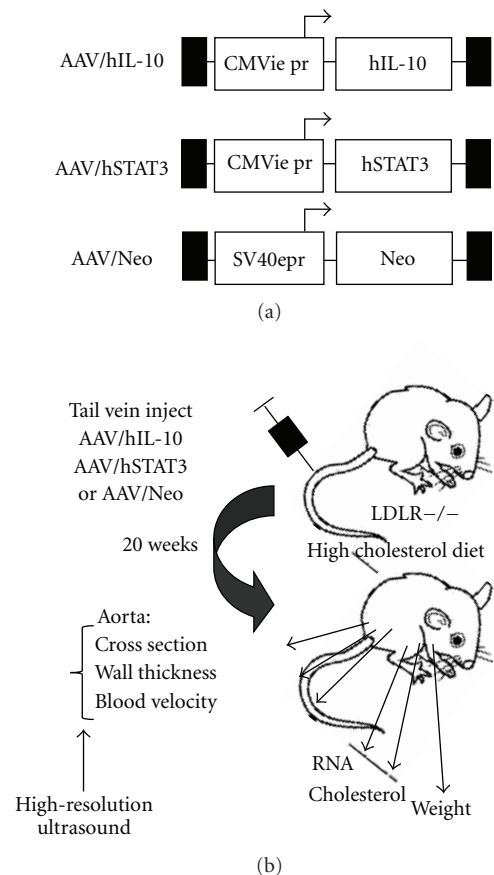 AAV/hIL-10
CMVie pr
hIL-10
AAV/hSTAT3
CMVie pr
hSTAT3
AAV/Neo
SV40epr
Neo
(a)
Tail vein inject
AAV/hIL-10
AAV/hSTAT3
or AAV/Neo
LDLR−/−
High cholesterol diet
20 weeks
Aorta:
Cross section
Wall thickness
Blood velocity
High-resolution
ultrasound
RNA
Cholesterol
Weight
(b)